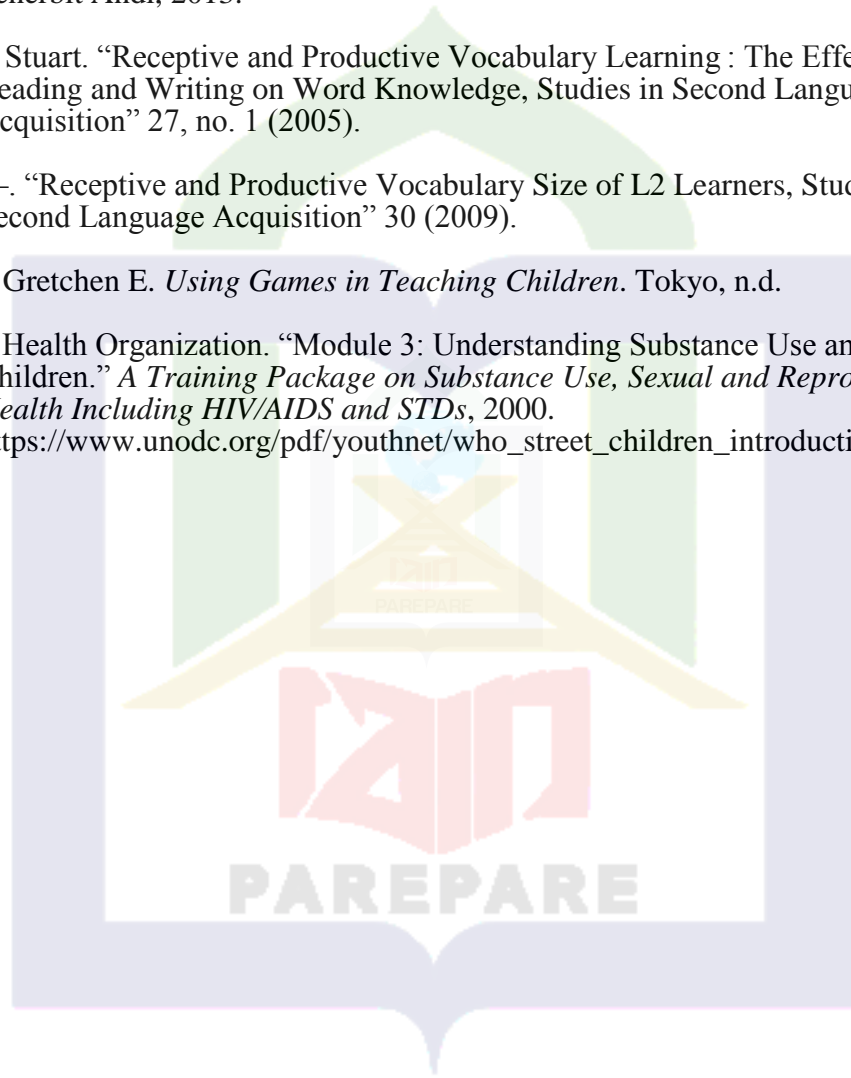 Stuart. “Receptive and Productive Vocabulary Learning : The Effe
eading and Writing on Word Knowledge, Studies in Second Langu
cquisition” 27, no. 1 (2005).
–. “Receptive and Productive Vocabulary Size of L2 Learners, Stud
econd Language Acquisition” 30 (2009).
Gretchen E. Using Games in Teaching Children. Tokyo, n.d.
Health Organization. “Module 3: Understanding Substance Use an
hildren.” A Training Package on Substance Use, Sexual and Repro
Health Including HIV/AIDS and STDs, 2000.
ttps://www.unodc.org/pdf/youthnet/who_street_children_introducti
PAREPARE
PAREPARE